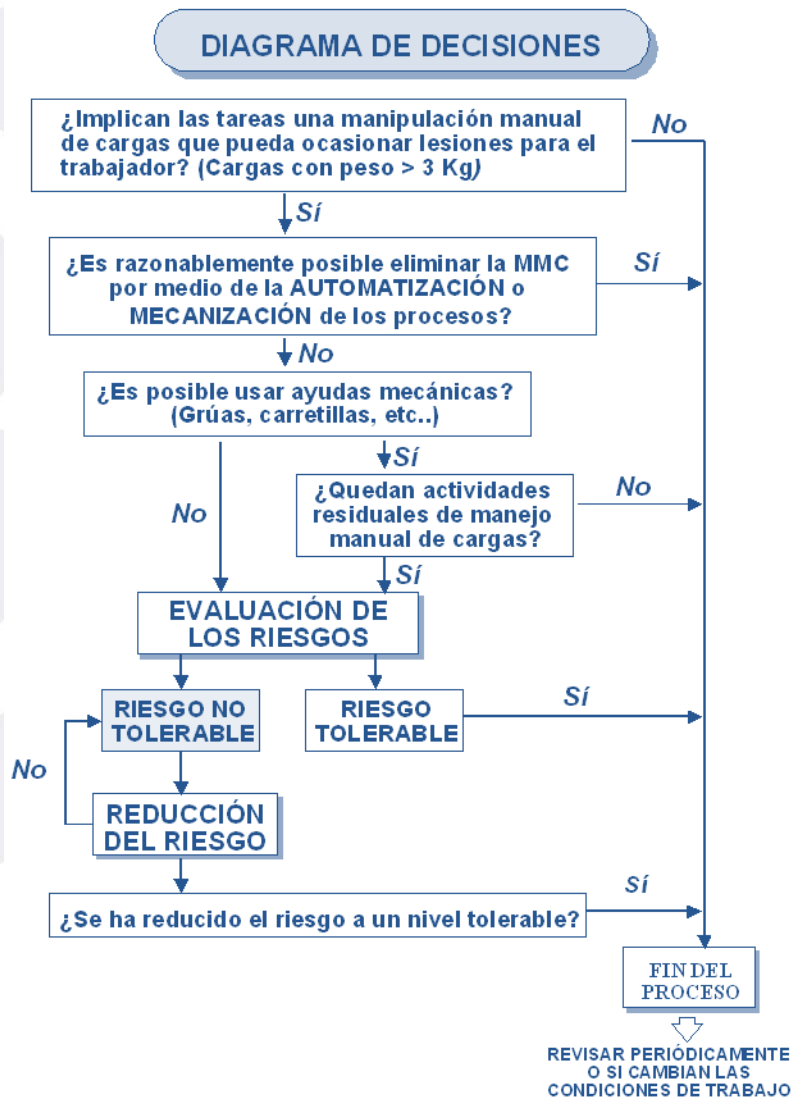 DIAGRAMA DE DECISIONES
¿Implican las tareas una manipulación manual
de cargas que pueda ocasionar lesiones para el
trabajador? (Cargas con peso > 3 Kg)
No
Sí
¿Es razonablemente posible eliminar la MMC
por medio de la AUTOMATIZACIÓN o
MECANIZACIÓN de los procesos?
Sí
No
¿Es posible usar ayudas mecánicas?
(Grúas, carretillas, etc..)
Sí
No
¿Quedan actividades
residuales de manejo
manual de cargas?
No
Sí
EVALUACIÓN DE
LOS RIESGOS
RIESGO NO
TOLERABLE
RIESGO
TOLERABLE
Sí
No
REDUCCIÓN
DEL RIESGO
¿Se ha reducido el riesgo a un nivel tolerable?
Sí
FIN DEL
PROCESO
REVISAR PERIÓDICAMENTE
O SI CAMBIAN LAS
CONDICIONES DE TRABAJO